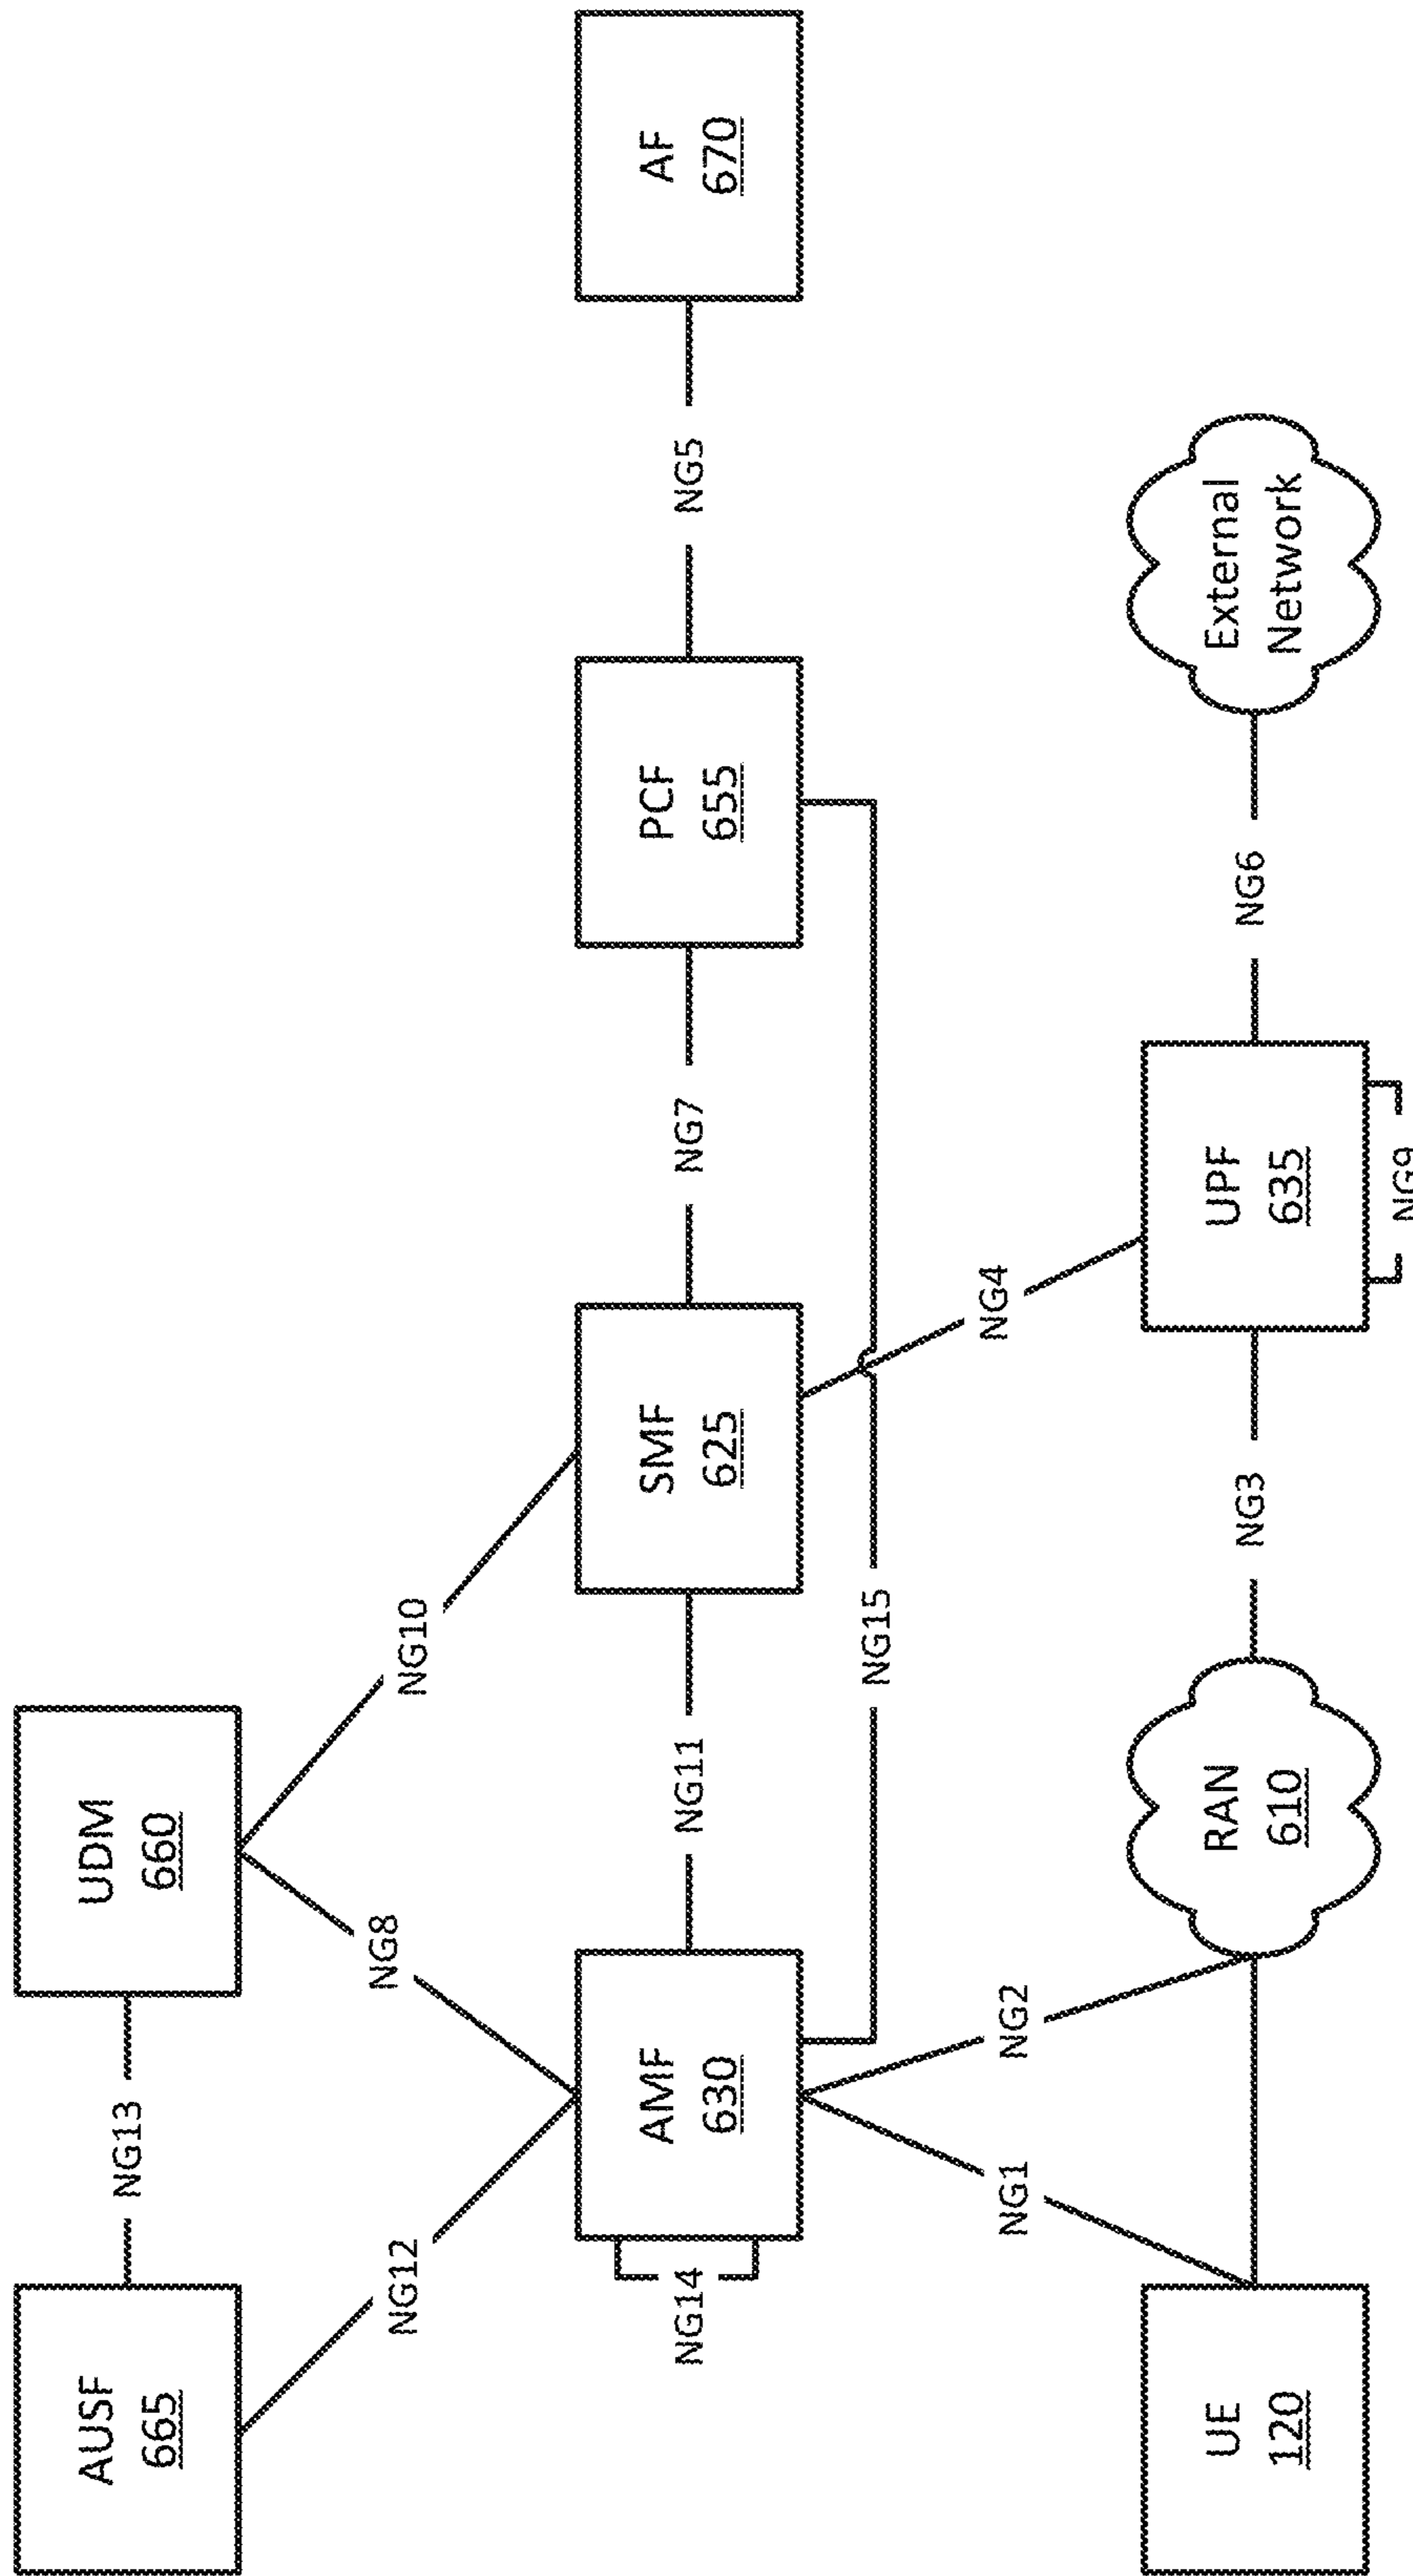 AUSF
665
NG13
UDM
660
NG12
NG8
NG10
NG14
AMF
630
NG11
SMF
625
NG7
PCF
655
NG5
AF
670
NG15
NG1
NG2
NG4
UE
120
RAN
610
NG3
UPF
635
NG6
External
Network
NG9